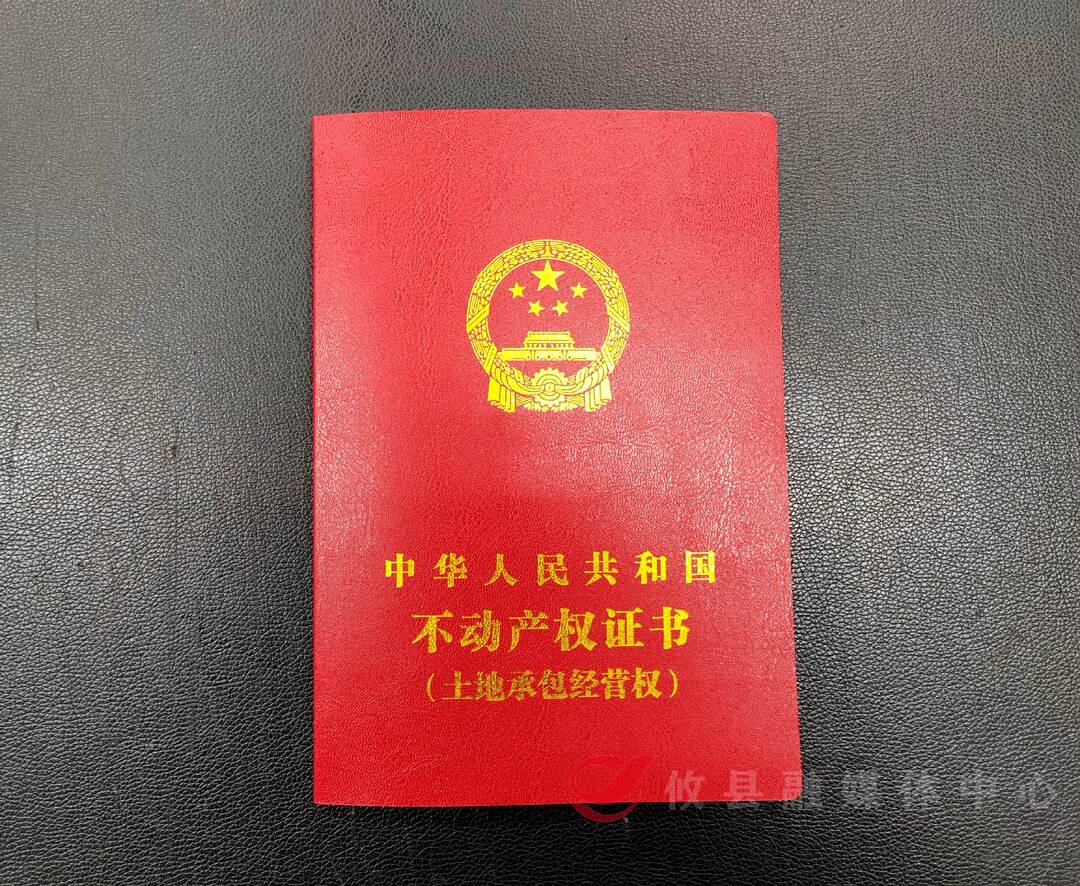 中华人民共和国
不动产权证书
（土地承包经营权）
攸县融媒体中心